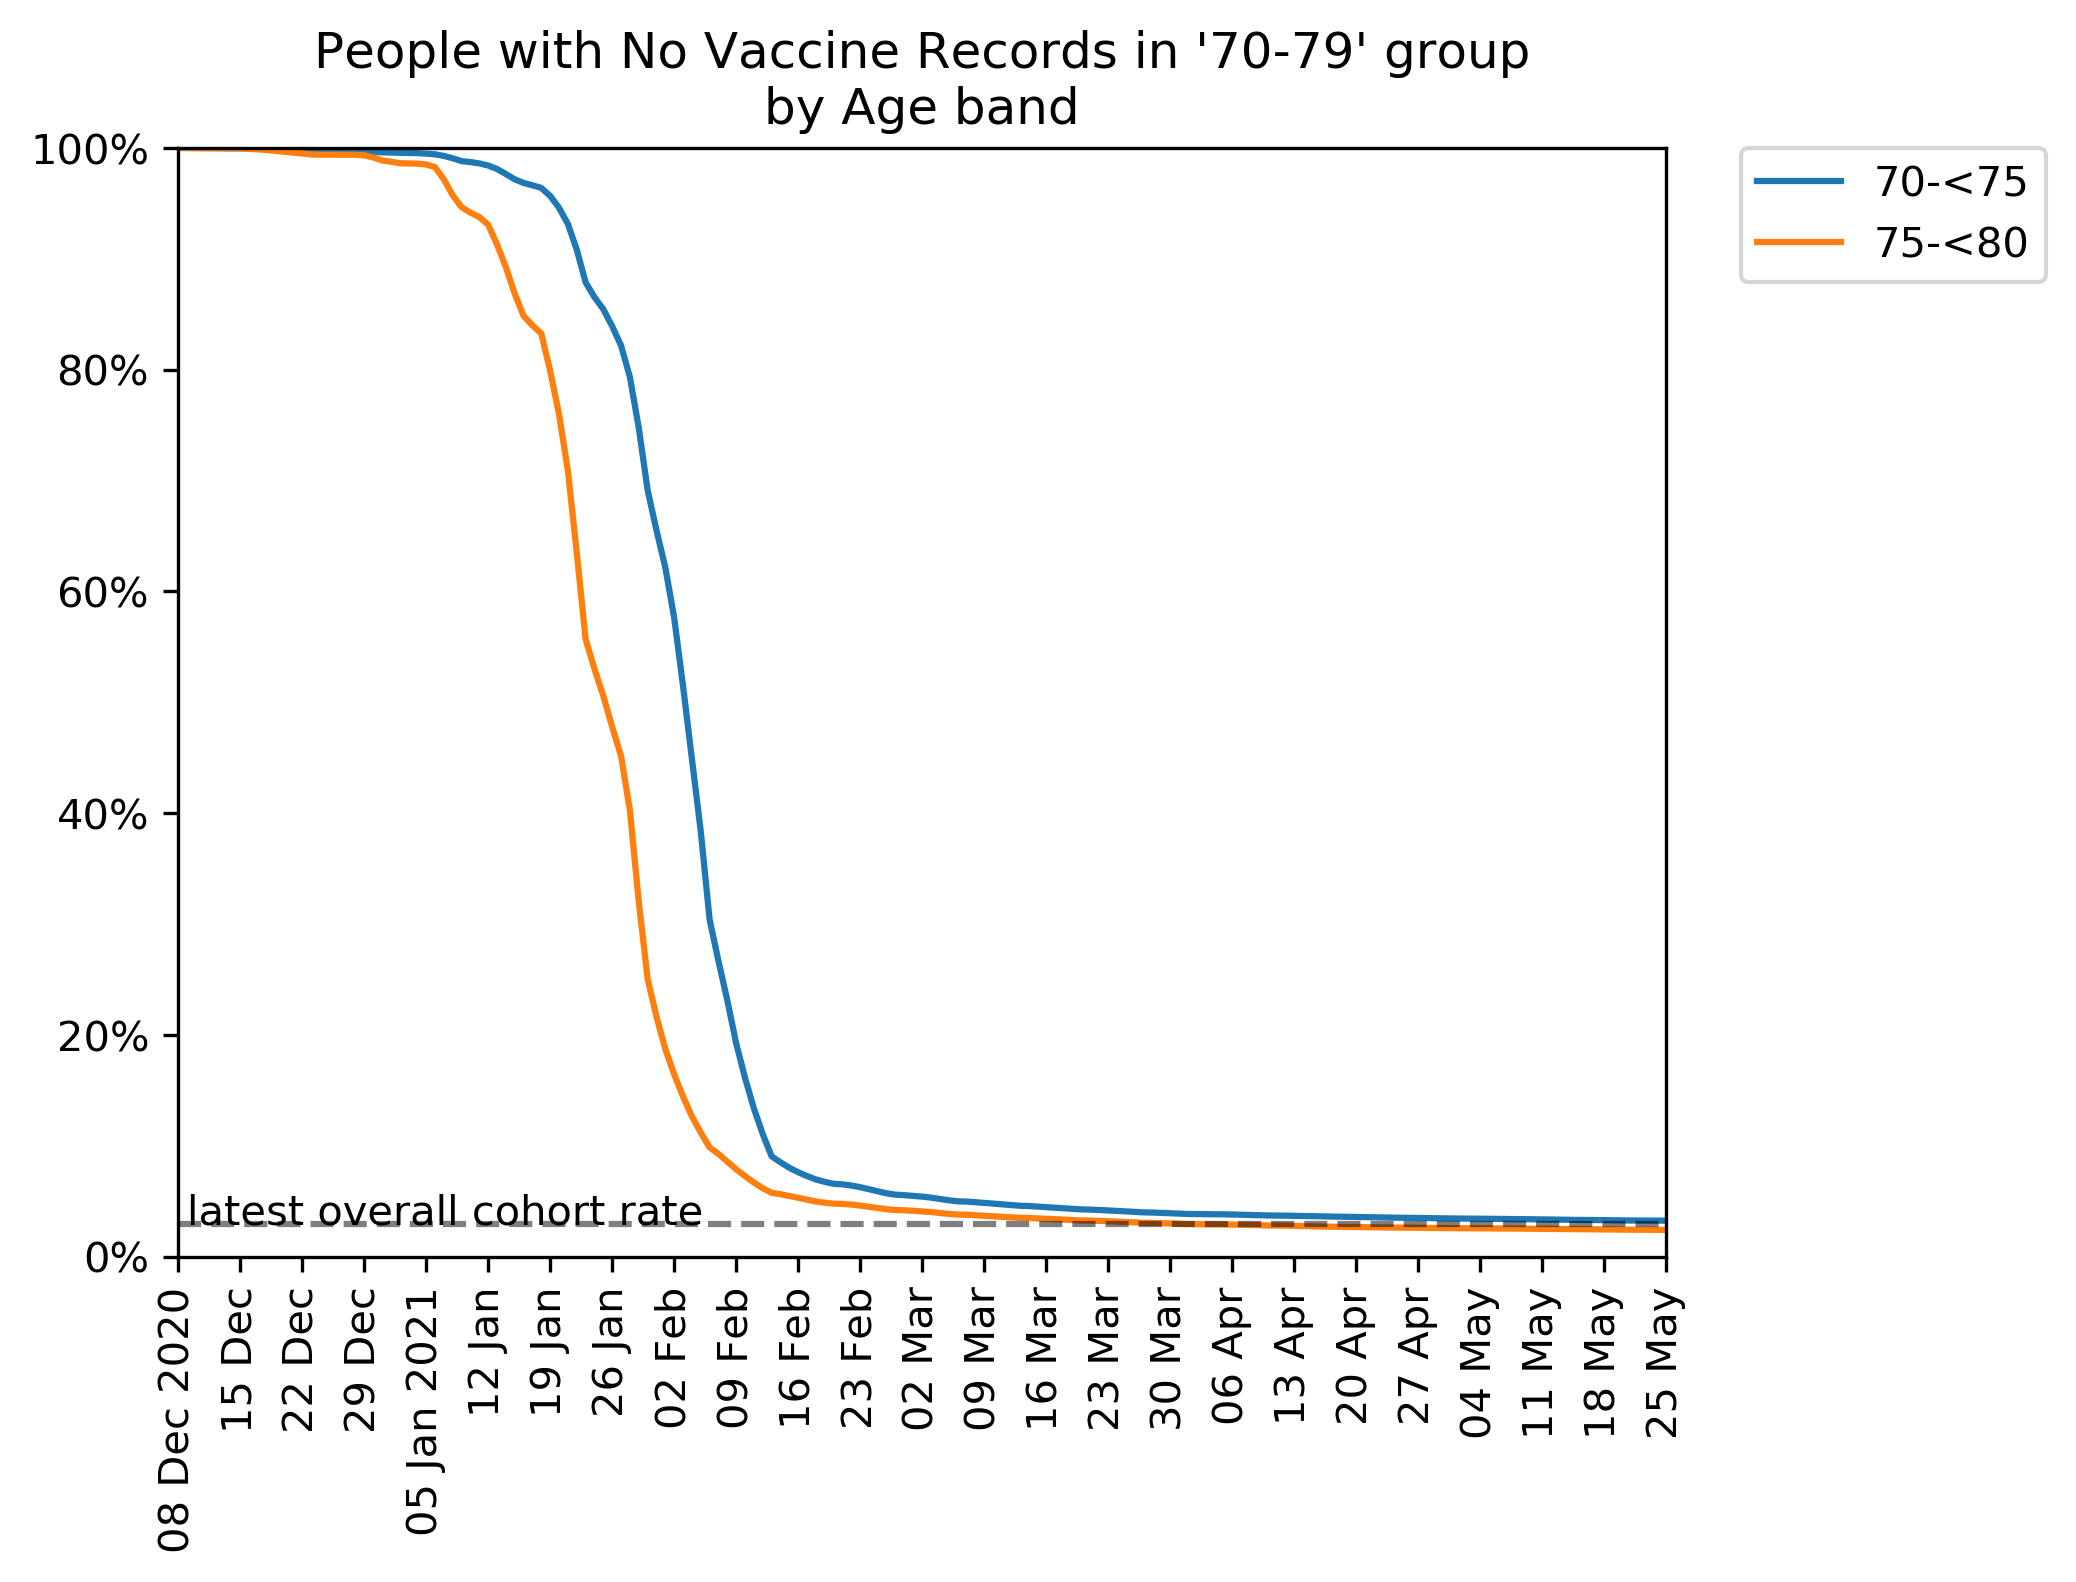 People with No Vaccine Records in '70-79' group
by Age band
100%
80%
60%
40%
20%
0%
latest overall cohort rate
70-<75
75-<80
08 Dec 2020
15 Dec
22 Dec
29 Dec
05 Jan 2021
12 Jan
19 Jan
26 Jan
02 Feb
09 Feb
16 Feb
23 Feb
02 Mar
09 Mar
16 Mar
23 Mar
30 Mar
06 Apr
13 Apr
20 Apr
27 Apr
04 May
11 May
18 May
25 May